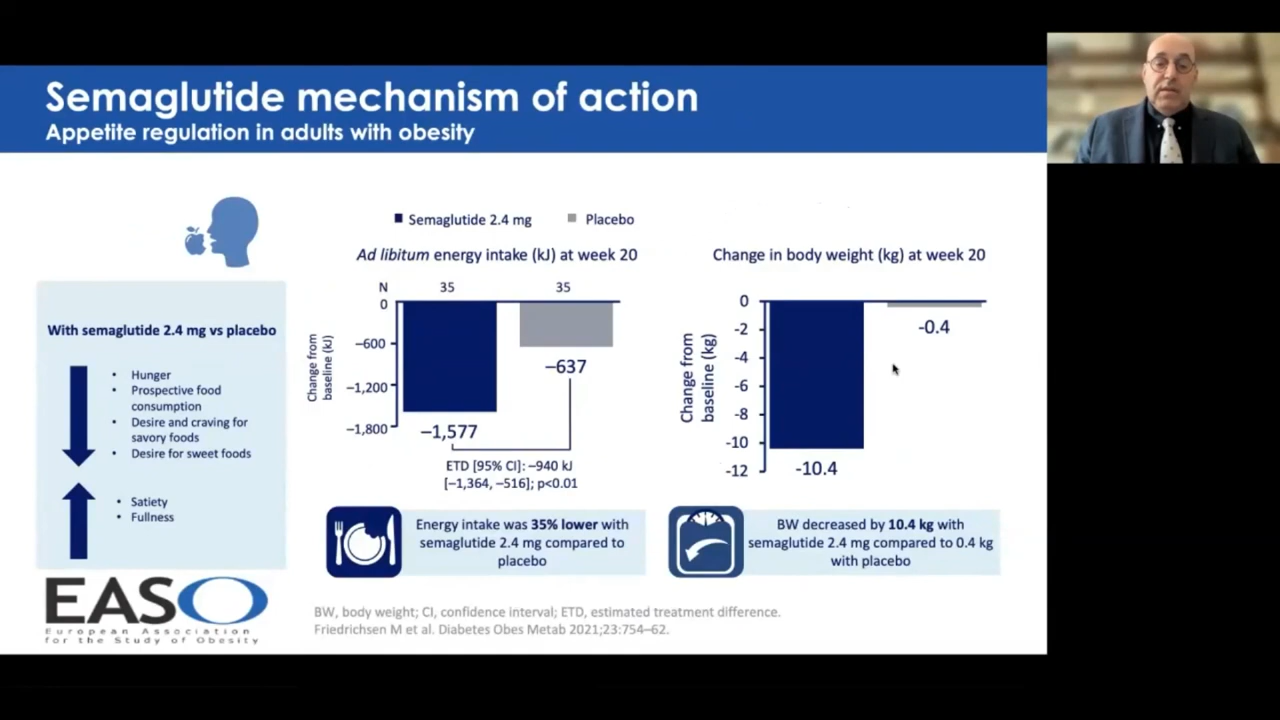 Semaglutide mechanism of action
Appetite regulation in adults with obesity
With semaglutide 2.4 mg vs placebo
• Hunger
• Prospective food
consumption
• Desire and craving for
savory foods
• Desire for sweet foods
• Satiety
• Fullness
EASO
European Association
for the Study of Obesity
Semaglutide 2.4 mg
Placebo
Ad libitum energy intake (kJ) at week 20
N 35 35
Change from
baseline (kJ)
0
–600
–1,200
–1,800
–1,577
–637
ETD [95% CI]: –940 kJ
[–1,364, –516]; p<0.01
Energy intake was 35% lower with
semaglutide 2.4 mg compared to
placebo
Change in body weight (kg) at week 20
Change from
baseline (kg)
0
-2
-4
-6
-8
-10
-12
-10.4
-0.4
BW decreased by 10.4 kg with
semaglutide 2.4 mg compared to 0.4 kg
with placebo
BW, body weight; CI, confidence interval; ETD, estimated treatment difference.
Friedrichsen M et al. Diabetes Obes Metab 2021;23:754–62.